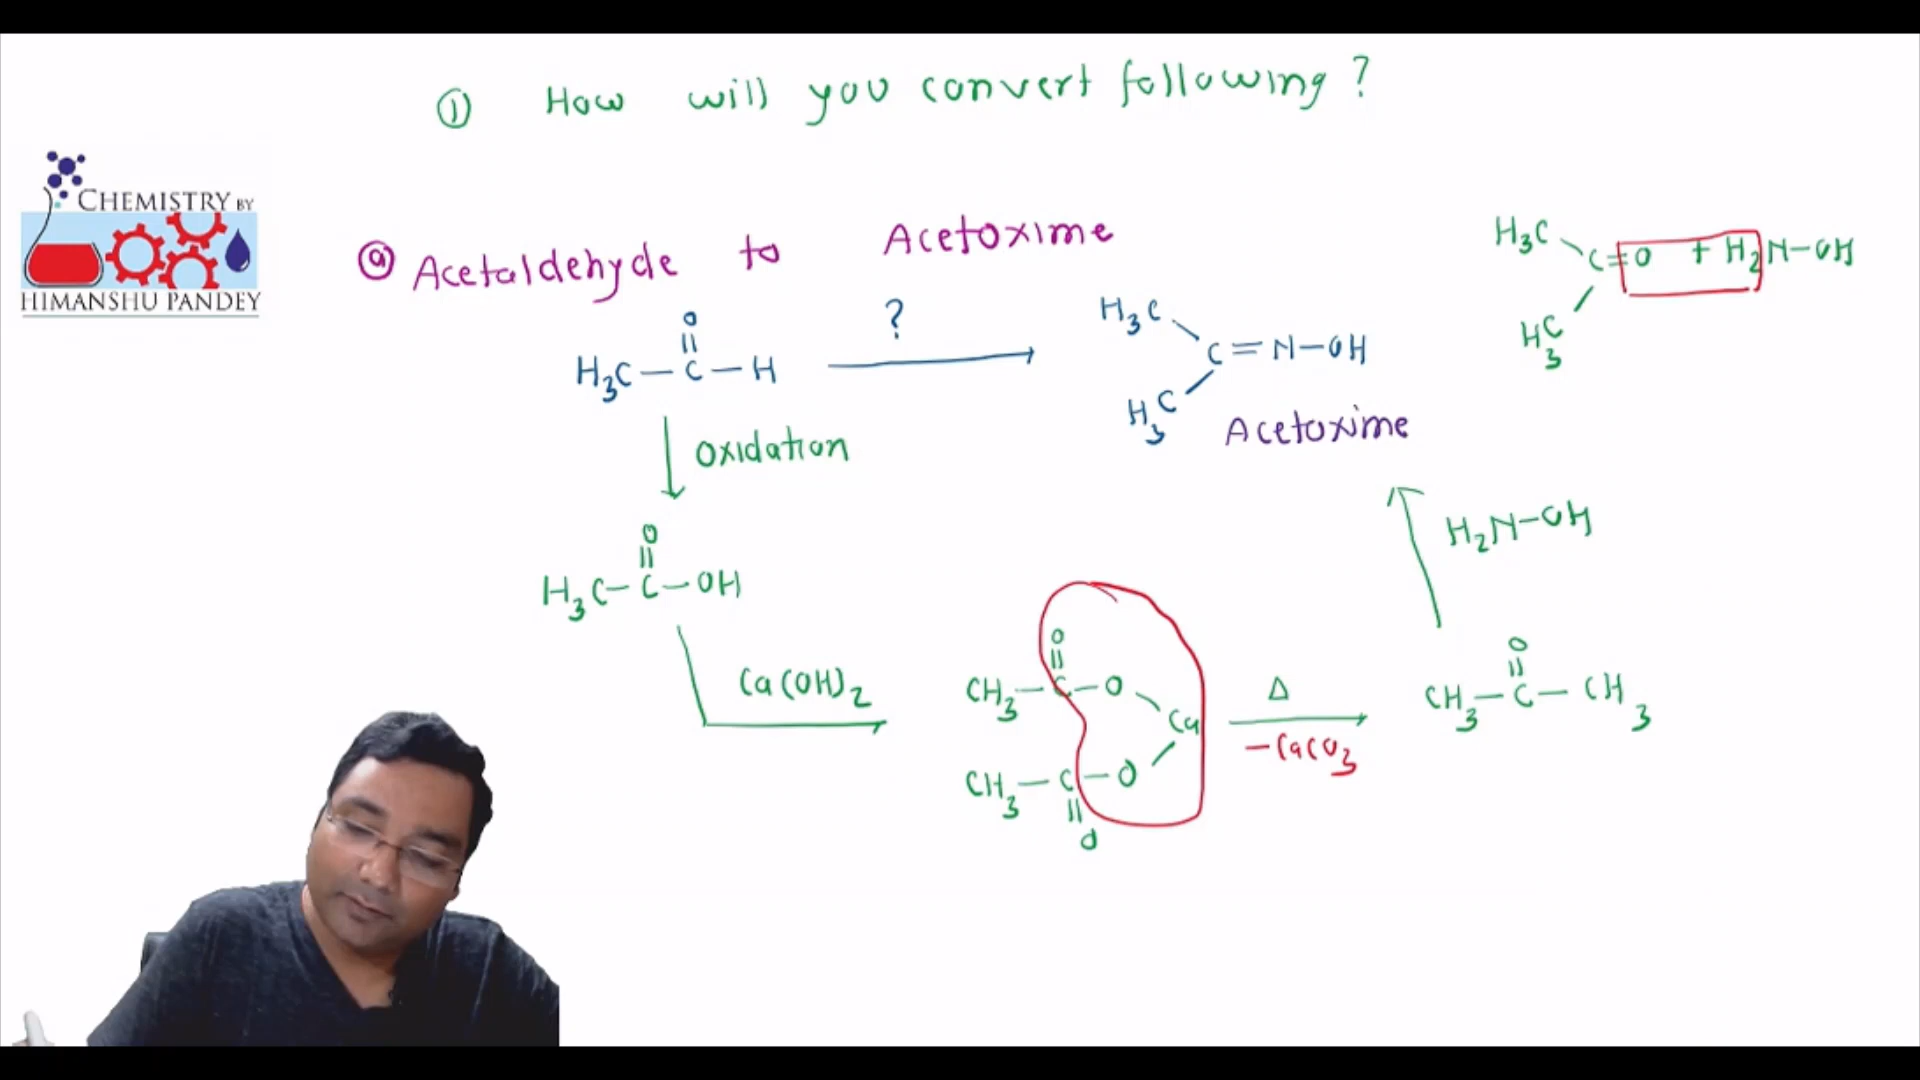 ① How will you convert following ?
CHEMISTRY BY
HIMANSHU PANDEY
ⓐ Acetaldehyde to Acetoxime
H₃C
C=O + H₂N-OH
H₃C
O
||
H₃C-C-H
?
H₃C
C=N-OH
H₃C
Acetoxime
oxidation
O
||
H₃C-C-OH
H₂N-OH
Ca(OH)₂
O
||
CH₃-C-O
Ca
CH₃-C-O
||
O
Δ
-CaCO₃
O
||
CH₃-C-CH₃